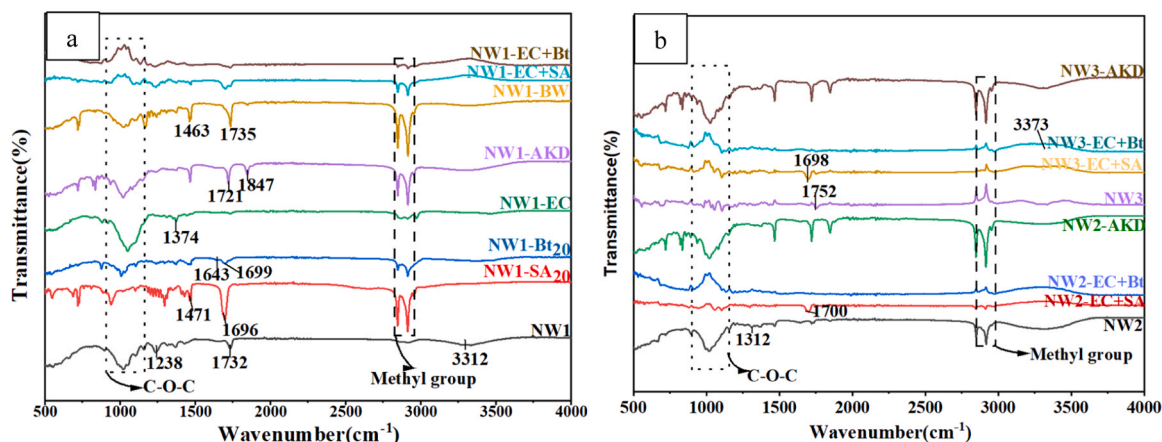 a
Transmittance(%)
NW1-EC+Bt
NW1-EC+SA
NW1-BW
1463
1735
NW1-AKD
1721
1847
NW1-EC
1374
NW1-Bt20
1643
1699
NW1-SA20
1471
1696
NW1
1238
1732
3312
C-O-C
Methyl group
500 1000 1500 2000 2500 3000 3500 4000
Wavenumber(cm-1)
b
Transmittance(%)
NW3-AKD
3373
NW3-EC+Bt
1698
NW3-EC+SA
1752
NW3
NW2-AKD
NW2-EC+Bt
NW2-EC+SA
1700
NW2
1312
C-O-C
Methyl group
500 1000 1500 2000 2500 3000 3500 4000
Wavenumber(cm-1)